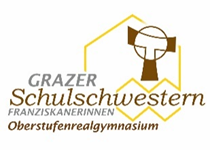 GRAZER
Schulschwestern
FRANZISKANERINNEN
Oberstufenrealgymnasium